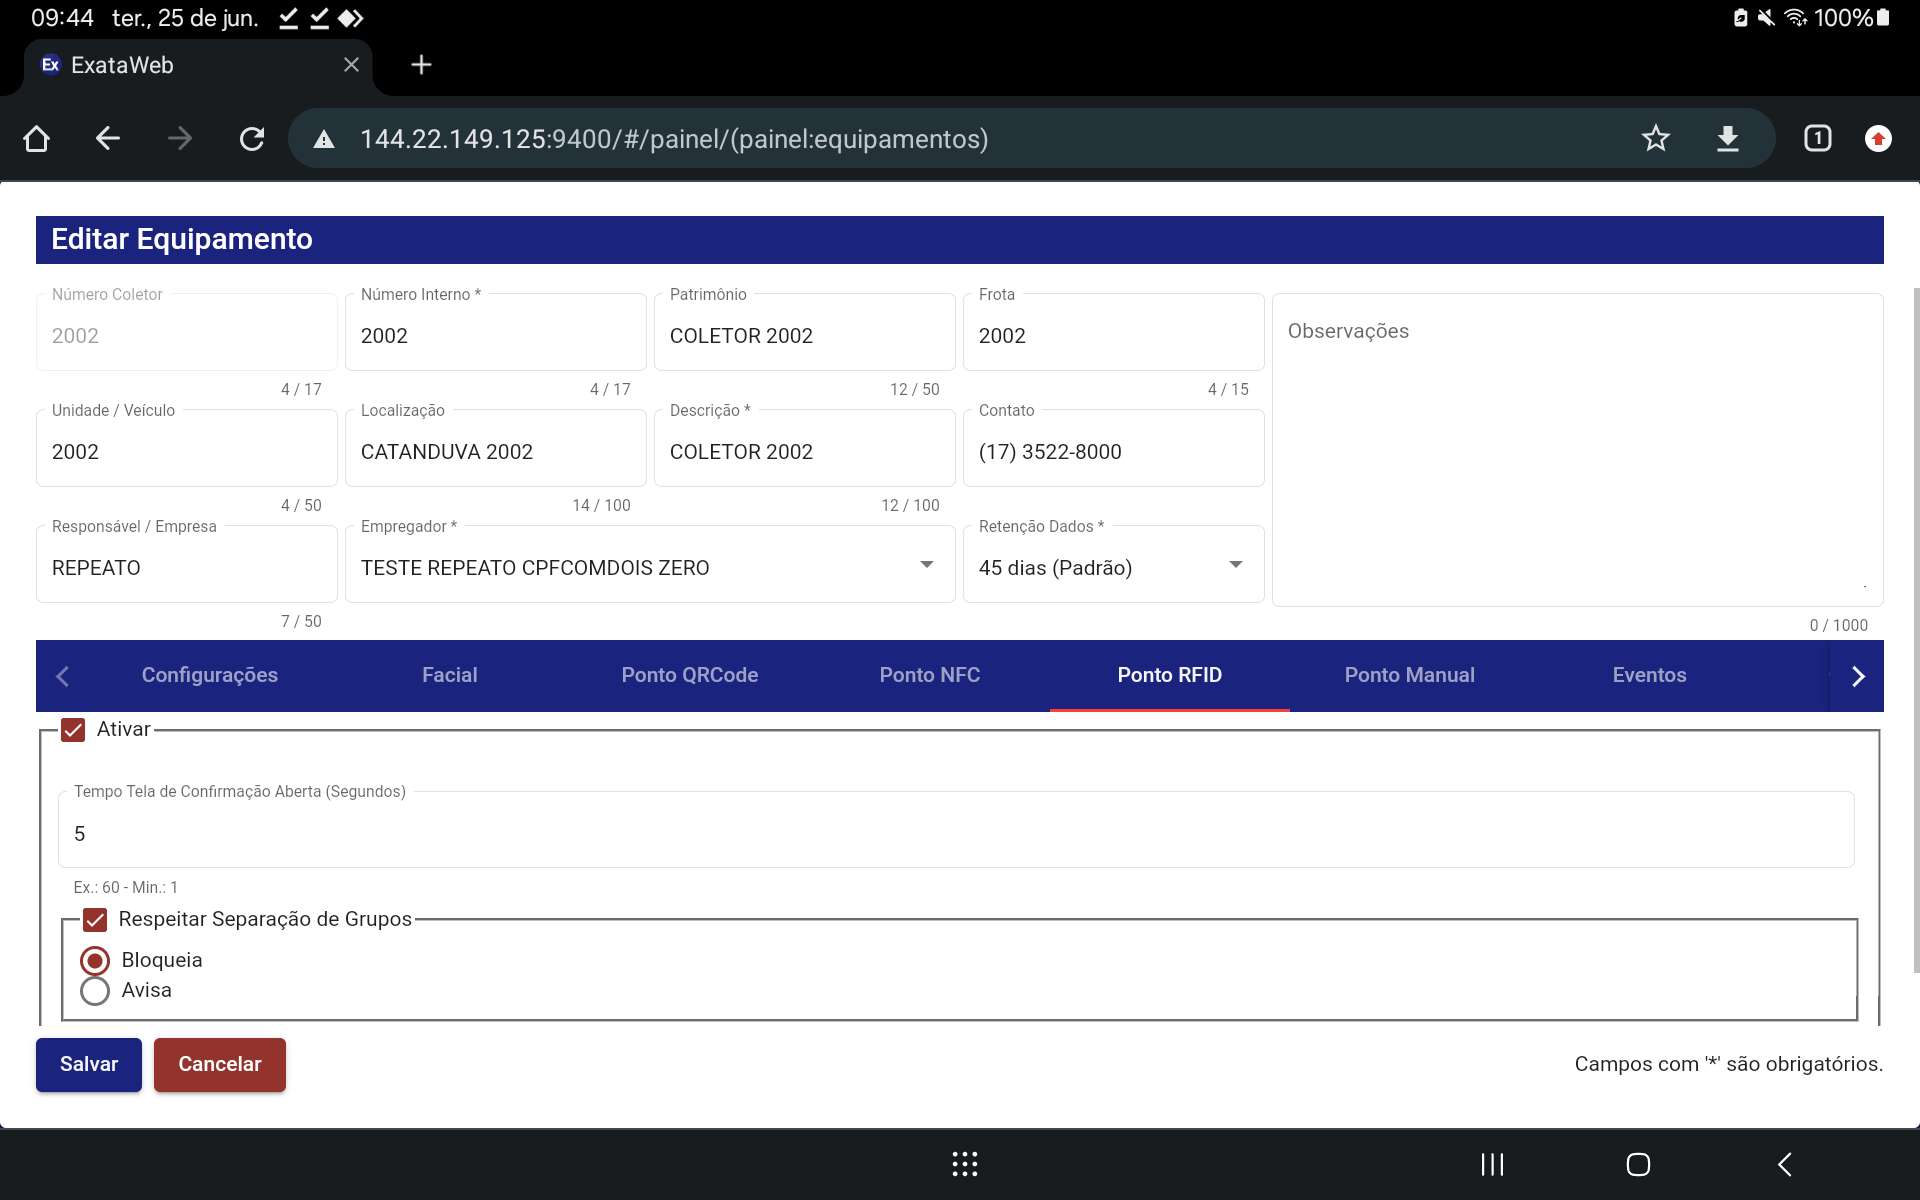 09:44 ter., 25 de jun. 100%
Ex ExataWeb
144.22.149.125:9400/#/painel/(painel:equipamentos) 1
Editar Equipamento
Número Coletor Número Interno * Patrimônio Frota
2002 2002 COLETOR 2002 2002 Observações
4 / 17 4 / 17 12 / 50 4 / 15
Unidade / Veículo Localização Descrição * Contato
2002 CATANDUVA 2002 COLETOR 2002 (17) 3522-8000
4 / 50 14 / 100 12 / 100
Responsável / Empresa Empregador * Retenção Dados *
REPEATO TESTE REPEATO CPFCOMDOIS ZERO 45 dias (Padrão)
7 / 50 0 / 1000
Configurações Facial Ponto QRCode Ponto NFC Ponto RFID Ponto Manual Eventos
Ativar
Tempo Tela de Confirmação Aberta (Segundos)
5
Ex.: 60 - Min.: 1
Respeitar Separação de Grupos
Bloqueia
Avisa
Salvar Cancelar Campos com '*' são obrigatórios.